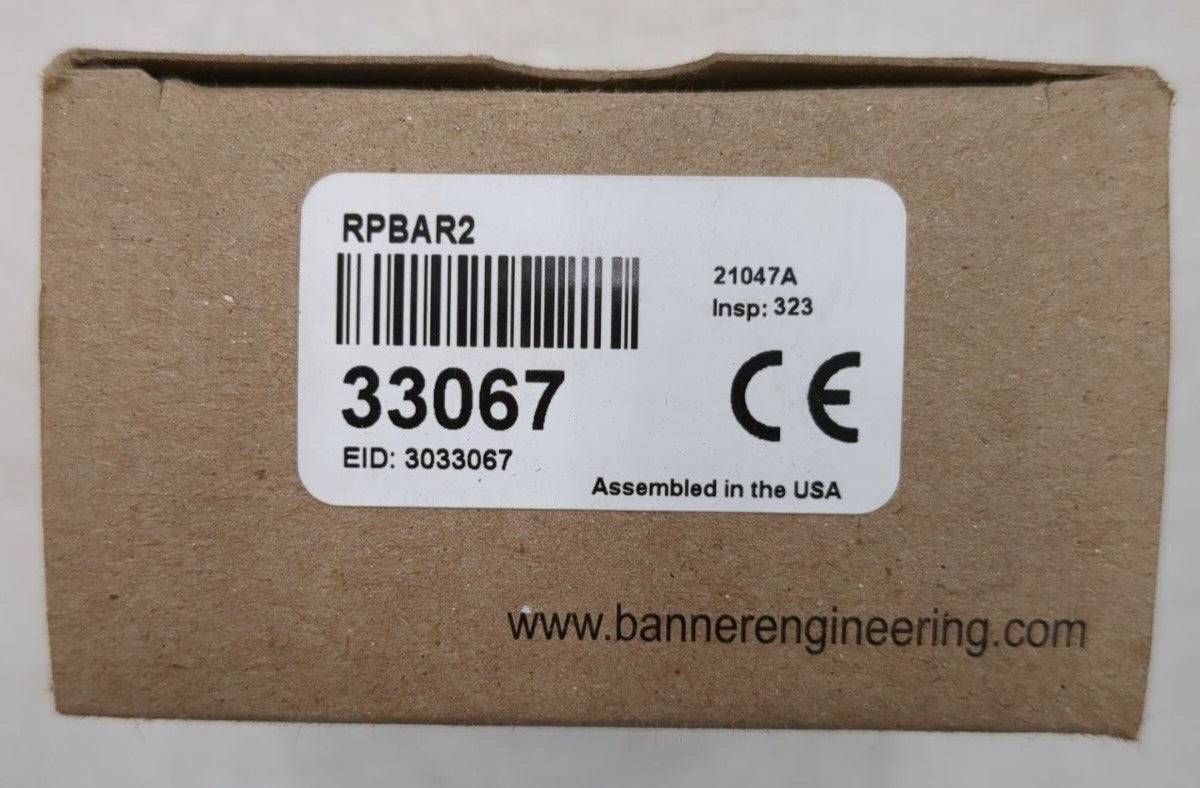 RPBAR2
21047A
Insp: 323
33067
CE
EID: 3033067
Assembled in the USA
www.bannerengineering.com